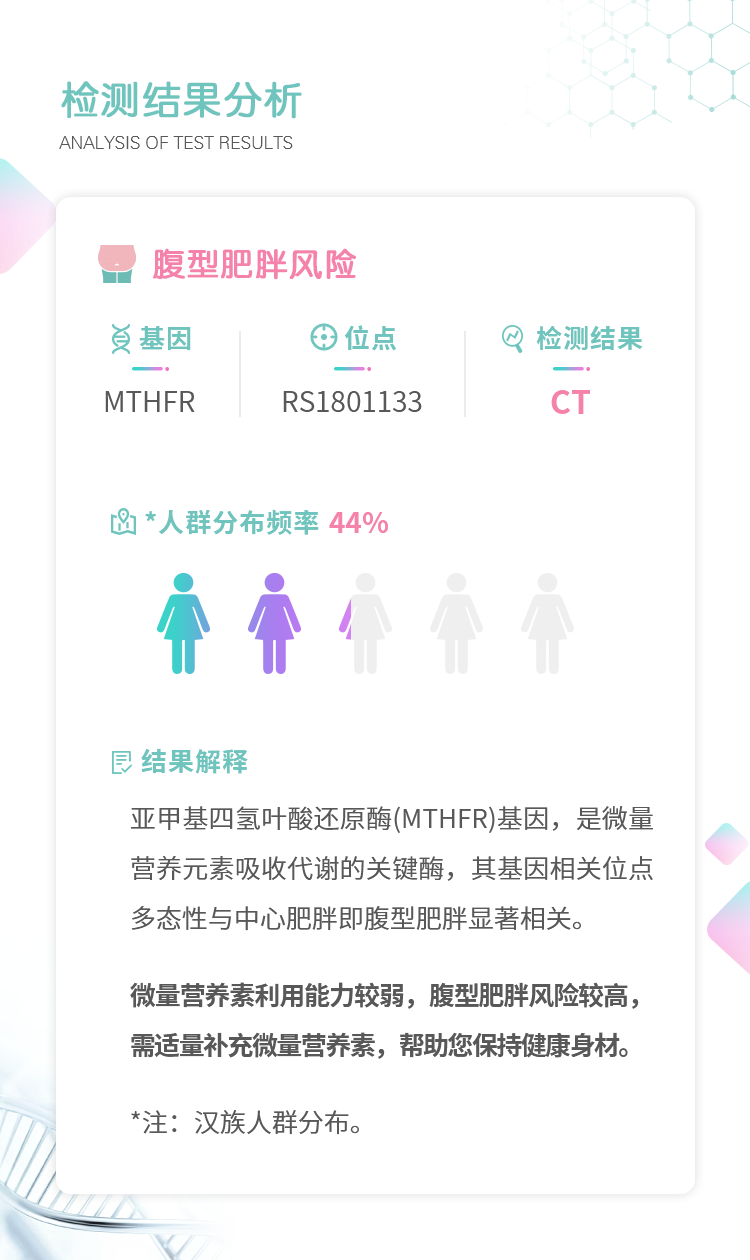 检测结果分析
ANALYSIS OF TEST RESULTS
腹型肥胖风险
基因
位点
检测结果
MTHFR
RS1801133
CT
*人群分布频率 44%
结果解释
亚甲基四氢叶酸还原酶(MTHFR)基因，是微量
营养元素吸收代谢的关键酶，其基因相关位点
多态性与中心肥胖即腹型肥胖显著相关。
微量营养素利用能力较弱，腹型肥胖风险较高，
需适量补充微量营养素，帮助您保持健康身材。
*注：汉族人群分布。